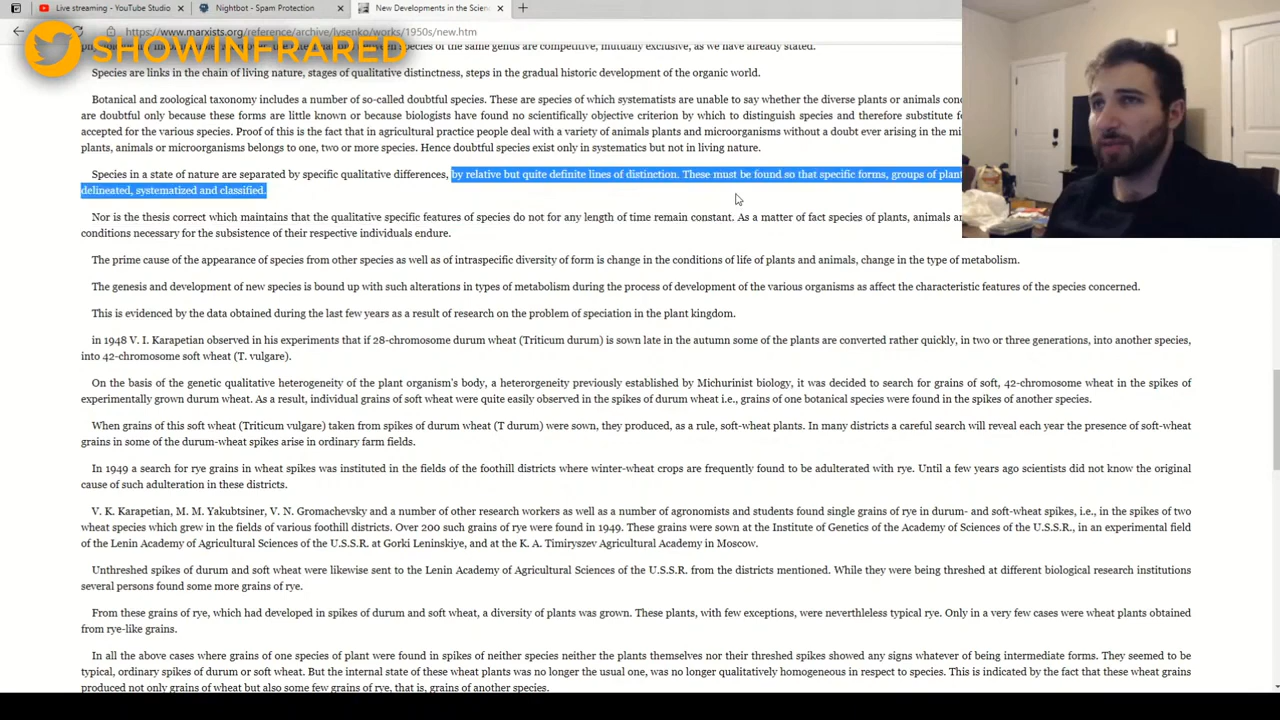 Live streaming - YouTube Studio
Nightbot - Spam Protection
New Developments in the Scien
SHOWINFRARED
https://www.marxists.org/reference/archive/lysenko/works/1950s/new.htm
species of the same genus are competitive, mutually exclusive, as we have already stated.
Species are links in the chain of living nature, stages of qualitative distinctness, steps in the gradual historic development of the organic world.
Botanical and zoological taxonomy includes a number of so-called doubtful species. These are species of which systematists are unable to say whether the diverse plants or animals conc
are doubtful only because these forms are little known or because biologists have found no scientifically objective criterion by which to distinguish species and therefore substitute f
accepted for the various species. Proof of this is the fact that in agricultural practice people deal with a variety of animals plants and microorganisms without a doubt ever arising in the mi
plants, animals or microorganisms belongs to one, two or more species. Hence doubtful species exist only in systematics but not in living nature.
Species in a state of nature are separated by specific qualitative differences, by relative but quite definite lines of distinction. These must be found so that specific forms, groups of plant
delineated, systematized and classified.
Nor is the thesis correct which maintains that the qualitative specific features of species do not for any length of time remain constant. As a matter of fact species of plants, animals an
conditions necessary for the subsistence of their respective individuals endure.
The prime cause of the appearance of species from other species as well as of intraspecific diversity of form is change in the conditions of life of plants and animals, change in the type of metabolism.
The genesis and development of new species is bound up with such alterations in types of metabolism during the process of development of the various organisms as affect the characteristic features of the species concerned.
This is evidenced by the data obtained during the last few years as a result of research on the problem of speciation in the plant kingdom.
in 1948 V. I. Karapetian observed in his experiments that if 28-chromosome durum wheat (Triticum durum) is sown late in the autumn some of the plants are converted rather quickly, in two or three generations, into another species,
into 42-chromosome soft wheat (T. vulgare).
On the basis of the genetic qualitative heterogeneity of the plant organism's body, a heterorgeneity previously established by Michurinist biology, it was decided to search for grains of soft, 42-chromosome wheat in the spikes of
experimentally grown durum wheat. As a result, individual grains of soft wheat were quite easily observed in the spikes of durum wheat i.e., grains of one botanical species were found in the spikes of another species.
When grains of this soft wheat (Triticum vulgare) taken from spikes of durum wheat (T durum) were sown, they produced, as a rule, soft-wheat plants. In many districts a careful search will reveal each year the presence of soft-wheat
grains in some of the durum-wheat spikes arise in ordinary farm fields.
In 1949 a search for rye grains in wheat spikes was instituted in the fields of the foothill districts where winter-wheat crops are frequently found to be adulterated with rye. Until a few years ago scientists did not know the original
cause of such adulteration in these districts.
V. K. Karapetian, M. M. Yakubtsiner, V. N. Gromachevsky and a number of other research workers as well as a number of agronomists and students found single grains of rye in durum- and soft-wheat spikes, i.e., in the spikes of two
wheat species which grew in the fields of various foothill districts. Over 200 such grains of rye were found in 1949. These grains were sown at the Institute of Genetics of the Academy of Sciences of the U.S.S.R., in an experimental field
of the Lenin Academy of Agricultural Sciences of the U.S.S.R. at Gorki Leninskiye, and at the K. A. Timiryszev Agricultural Academy in Moscow.
Unthreshed spikes of durum and soft wheat were likewise sent to the Lenin Academy of Agricultural Sciences of the U.S.S.R. from the districts mentioned. While they were being threshed at different biological research institutions
several persons found some more grains of rye.
From these grains of rye, which had developed in spikes of durum and soft wheat, a diversity of plants was grown. These plants, with few exceptions, were nevertheless typical rye. Only in a very few cases were wheat plants obtained
from rye-like grains.
In all the above cases where grains of one species of plant were found in spikes of neither species neither the plants themselves nor their threshed spikes showed any signs whatever of being intermediate forms. They seemed to be
typical, ordinary spikes of durum or soft wheat. But the internal state of these wheat plants was no longer the usual one, was no longer qualitatively homogeneous in respect to species. This is indicated by the fact that these wheat grains
produced not only grains of wheat but also some few grains of rye, that is, grains of another species.